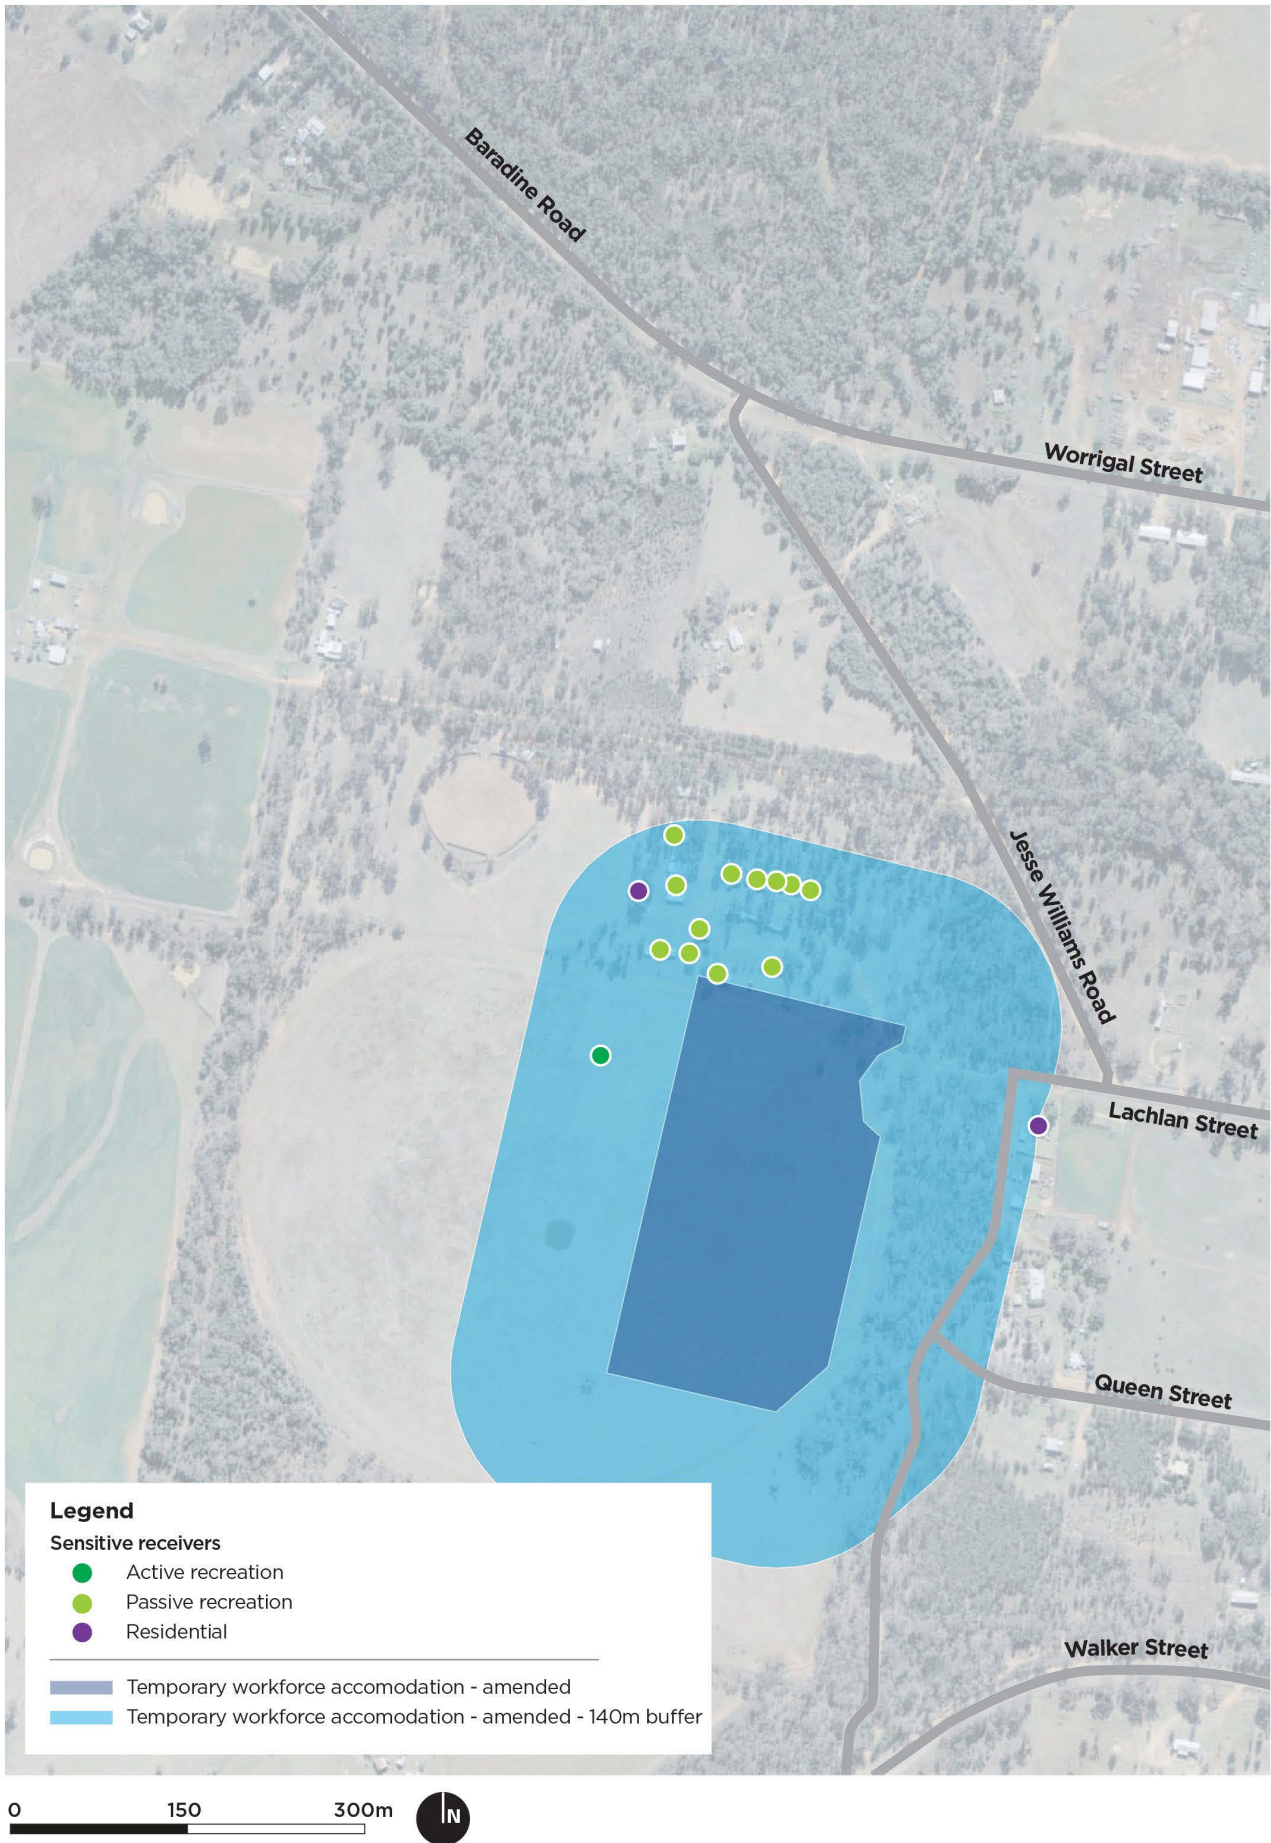 Baradine Road
Worrigal Street
Jesse Williams Road
Lachlan Street
Queen Street
Legend
Sensitive receivers
Active recreation
Passive recreation
Residential
Walker Street
Temporary workforce accomodation - amended
Temporary workforce accomodation - amended - 140m buffer
0 150 300m
N